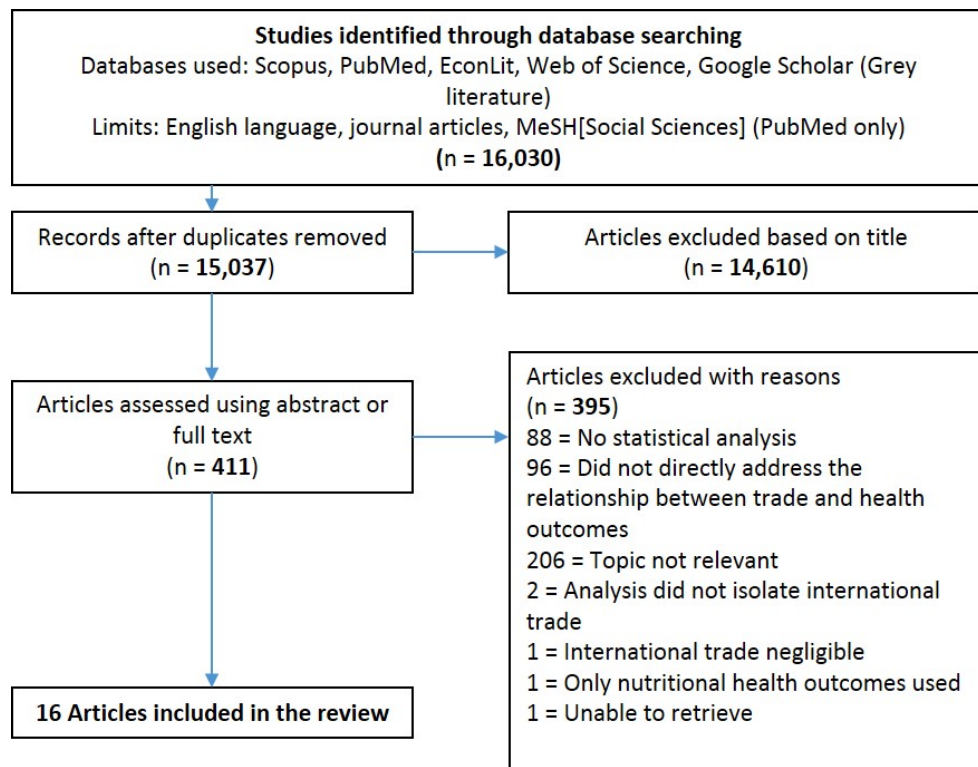 Studies identified through database searching
Databases used: Scopus, PubMed, EconLit, Web of Science, Google Scholar (Grey
literature)
Limits: English language, journal articles, MeSH[Social Sciences] (PubMed only)
(n = 16,030)
Records after duplicates removed
(n = 15,037)
Articles excluded based on title
(n = 14,610)
Articles assessed using abstract or
full text
(n = 411)
Articles excluded with reasons
(n = 395)
88 = No statistical analysis
96 = Did not directly address the
relationship between trade and health
outcomes
206 = Topic not relevant
2 = Analysis did not isolate international
trade
1 = International trade negligible
1 = Only nutritional health outcomes used
1 = Unable to retrieve
16 Articles included in the review